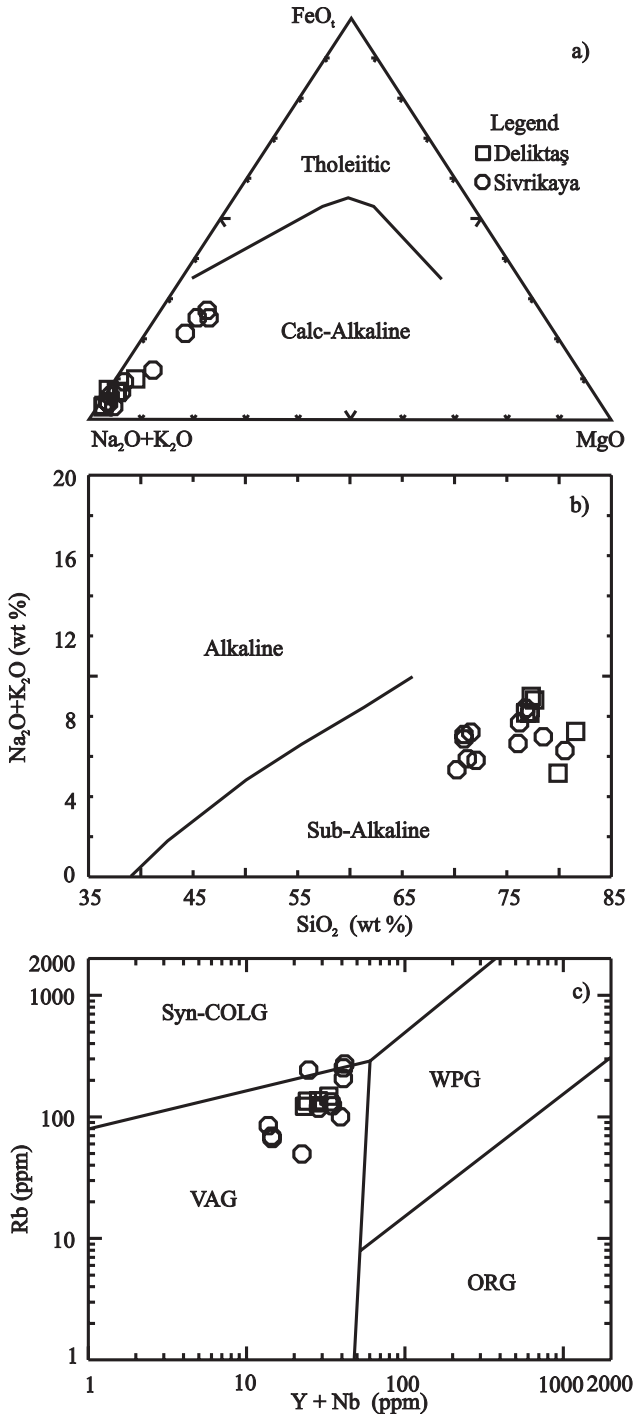 FeOₜ
a)
Legend
Deliktaş
Sivrikaya
Tholeiitic
Calc-Alkaline
Na₂O+K₂O
MgO
20
b)
16
12
8
4
0
Na₂O+K₂O (wt %)
Alkaline
Sub-Alkaline
35 45 55 65 75 85
SiO₂ (wt %)
2000
1000
100
10
1
Rb (ppm)
c)
Syn-COLG
WPG
VAG
ORG
1 10 100 1000 2000
Y + Nb (ppm)